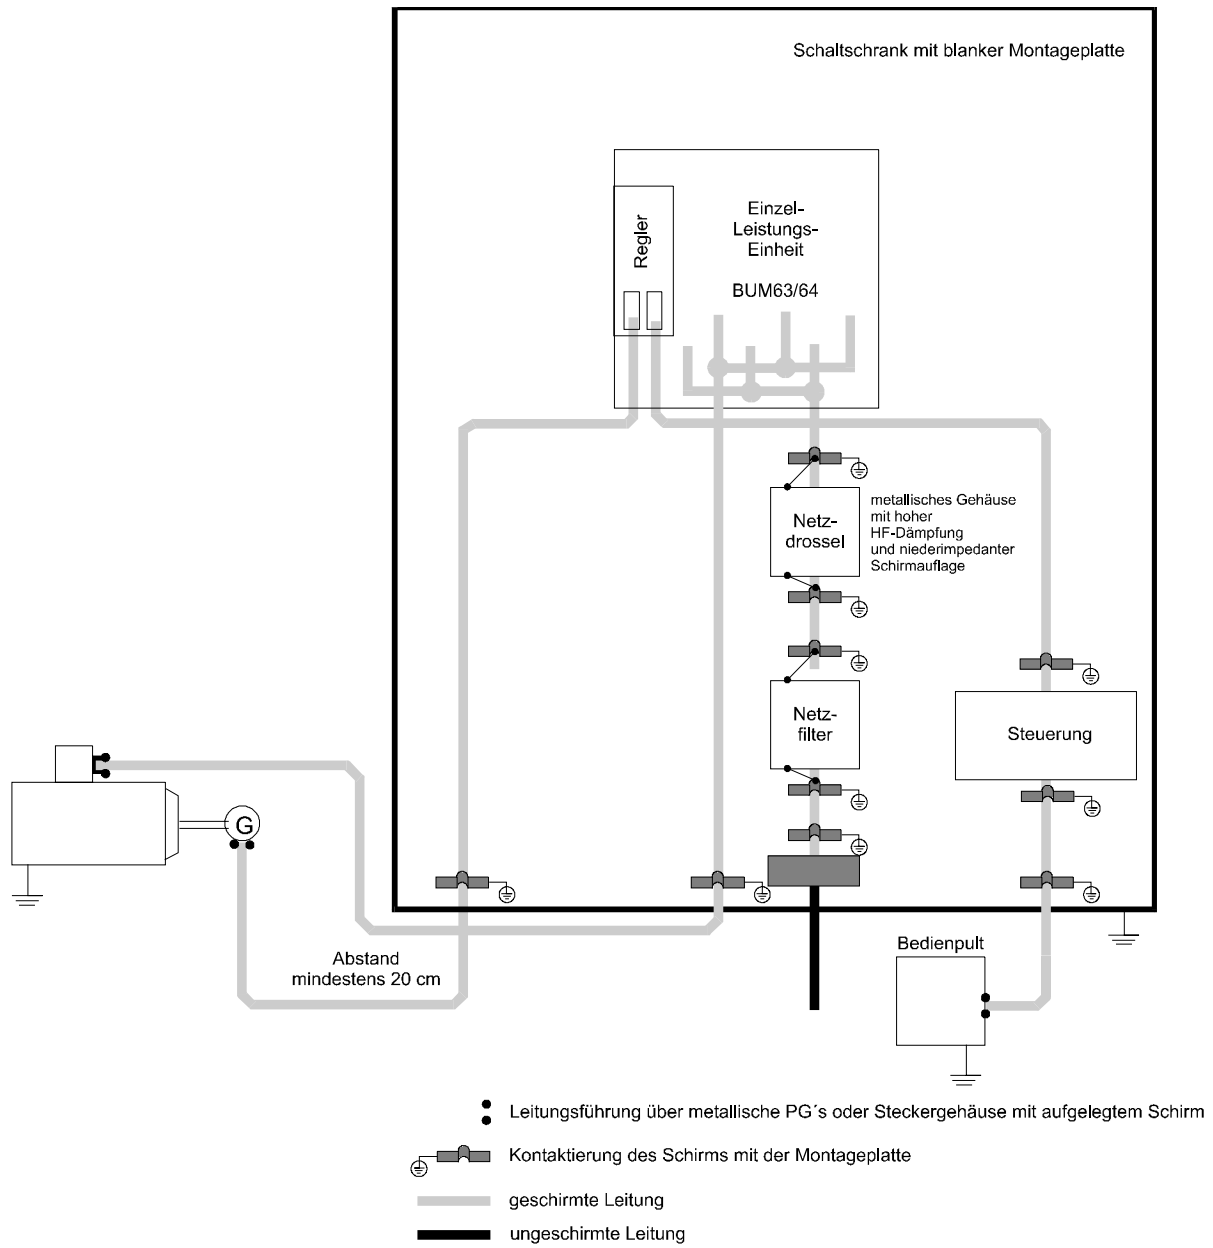 Schaltschrank mit blanker Montageplatte
Regler
Einzel-
Leistungs-
Einheit
BUM63/64
Netz-
drossel
metallisches Gehäuse
mit hoher
HF-Dämpfung
und niederimpedanter
Schirmauflage
Netz-
filter
Steuerung
G
Abstand
mindestens 20 cm
Bedienpult
Leitungsführung über metallische PG´s oder Steckergehäuse mit aufgelegtem Schirm
Kontaktierung des Schirms mit der Montageplatte
geschirmte Leitung
ungeschirmte Leitung